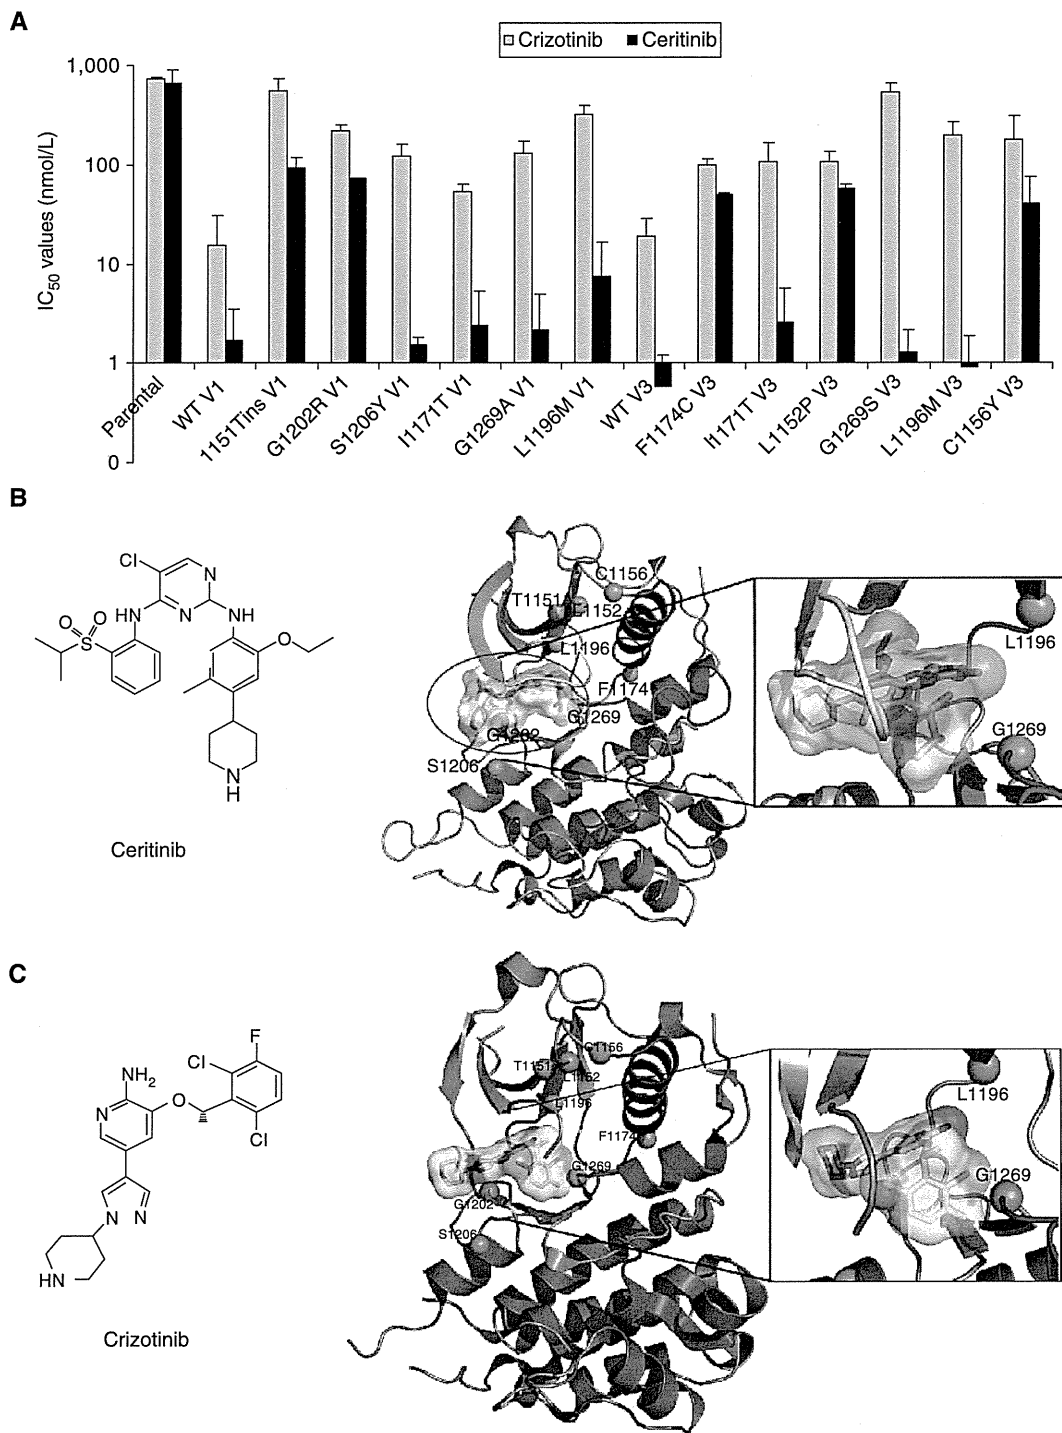 A
Crizotinib Ceritinib
IC50 values (nmol/L)
1,000
100
10
1
0
Parental
WT V1
1151Tins V1
G1202R V1
S1206Y V1
I1171T V1
G1269A V1
L1196M V1
WT V3
F1174C V3
I1171T V3
L1152P V3
G1269S V3
L1196M V3
C1156Y V3
B
Cl
N
N
NH
NH
O
O
S
O
N
H
Ceritinib
C1156
T1151
L1152
L1196
F1174
G1269
G1202
S1206
L1196
G1269
C
F
Cl
NH2
N
O
Cl
N
N
HN
Crizotinib
C1156
T1151
L1152
L1196
F1174
G1269
G1202
S1206
L1196
G1269